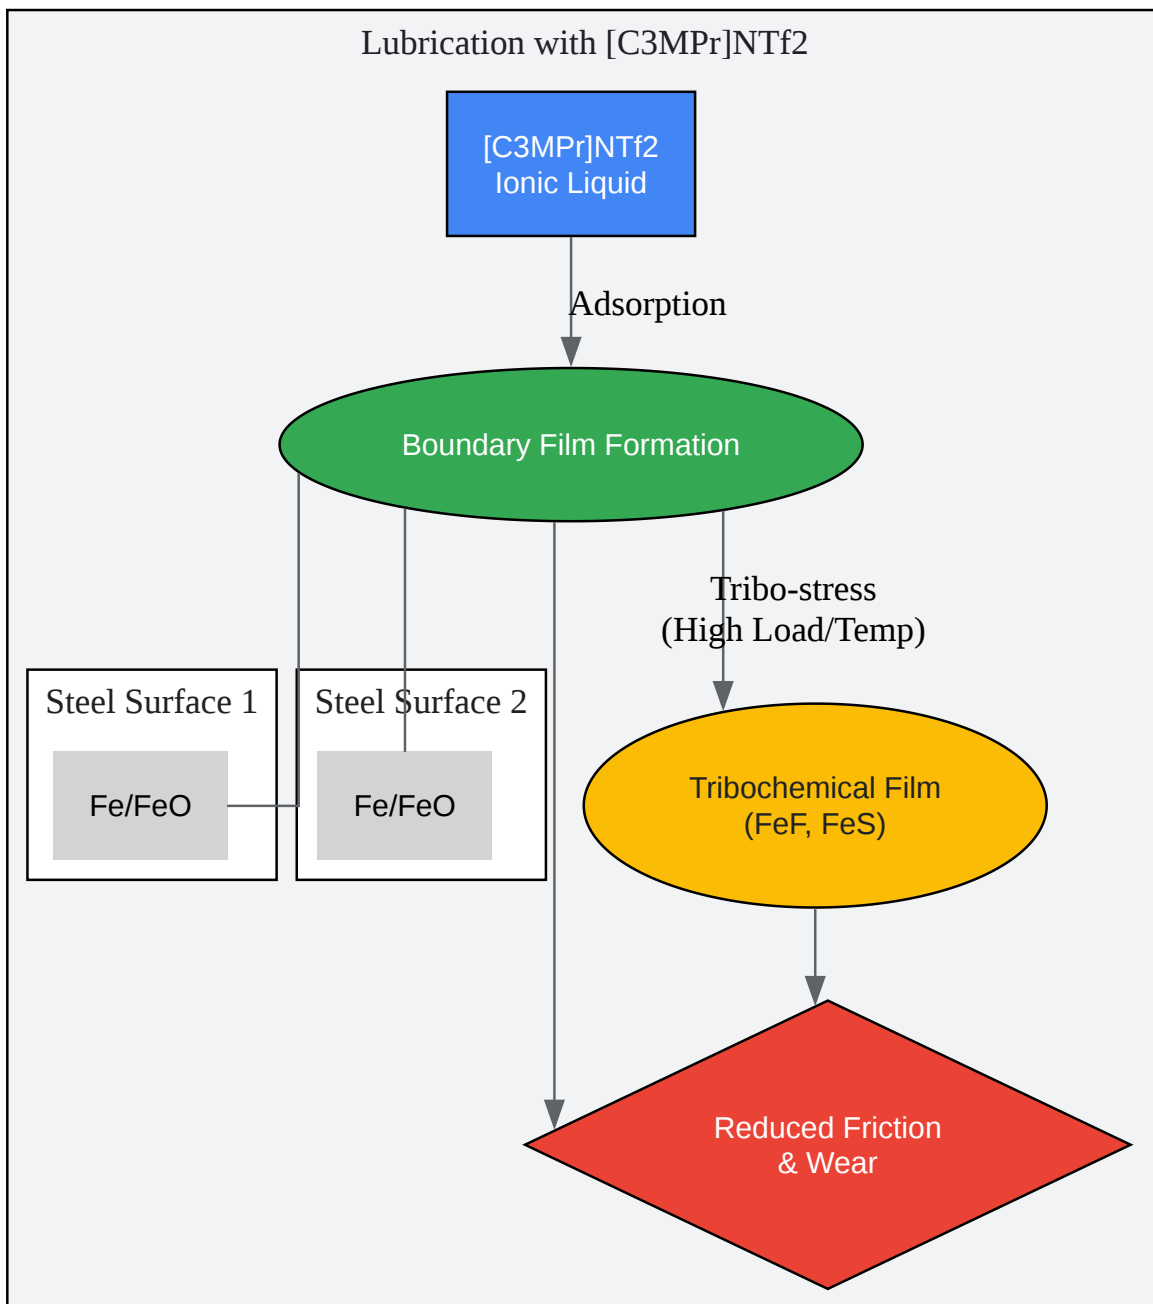 Lubrication with [C3MPr]NTf2
[C3MPr]NTf2
Ionic Liquid
Adsorption
Boundary Film Formation
Tribo-stress
(High Load/Temp)
Steel Surface 1
Steel Surface 2
Fe/FeO
Fe/FeO
Tribochemical Film
(FeF, FeS)
Reduced Friction
& Wear